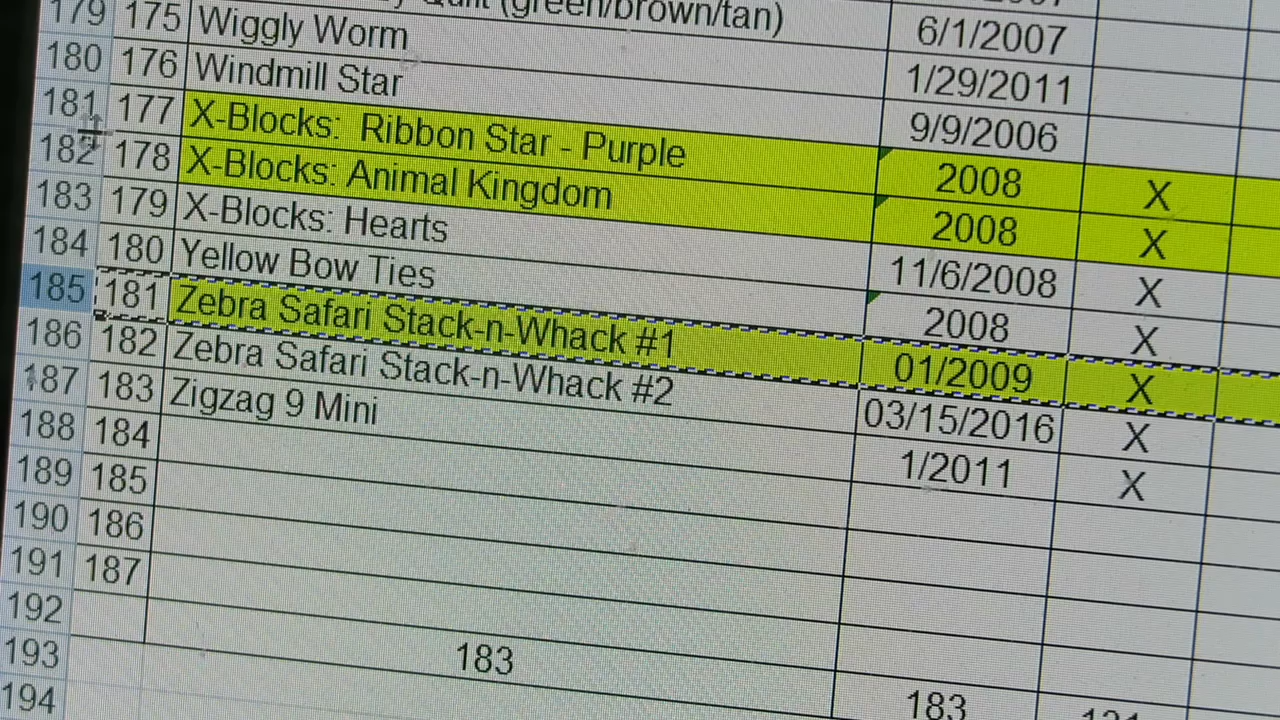 (green/brown/tan) 6/1/2007
179 175 Wiggly Worm 1/29/2011
180 176 Windmill Star 9/9/2006
181 177 X-Blocks: Ribbon Star - Purple 2008 X
182 178 X-Blocks: Animal Kingdom 2008 X
183 179 X-Blocks: Hearts 11/6/2008 X
184 180 Yellow Bow Ties 2008 X
185 181 Zebra Safari Stack-n-Whack #1 01/2009 X
186 182 Zebra Safari Stack-n-Whack #2 03/15/2016 X
187 183 Zigzag 9 Mini 1/2011 X
188 184
189 185
190 186
191 187
192 183 183
193
194